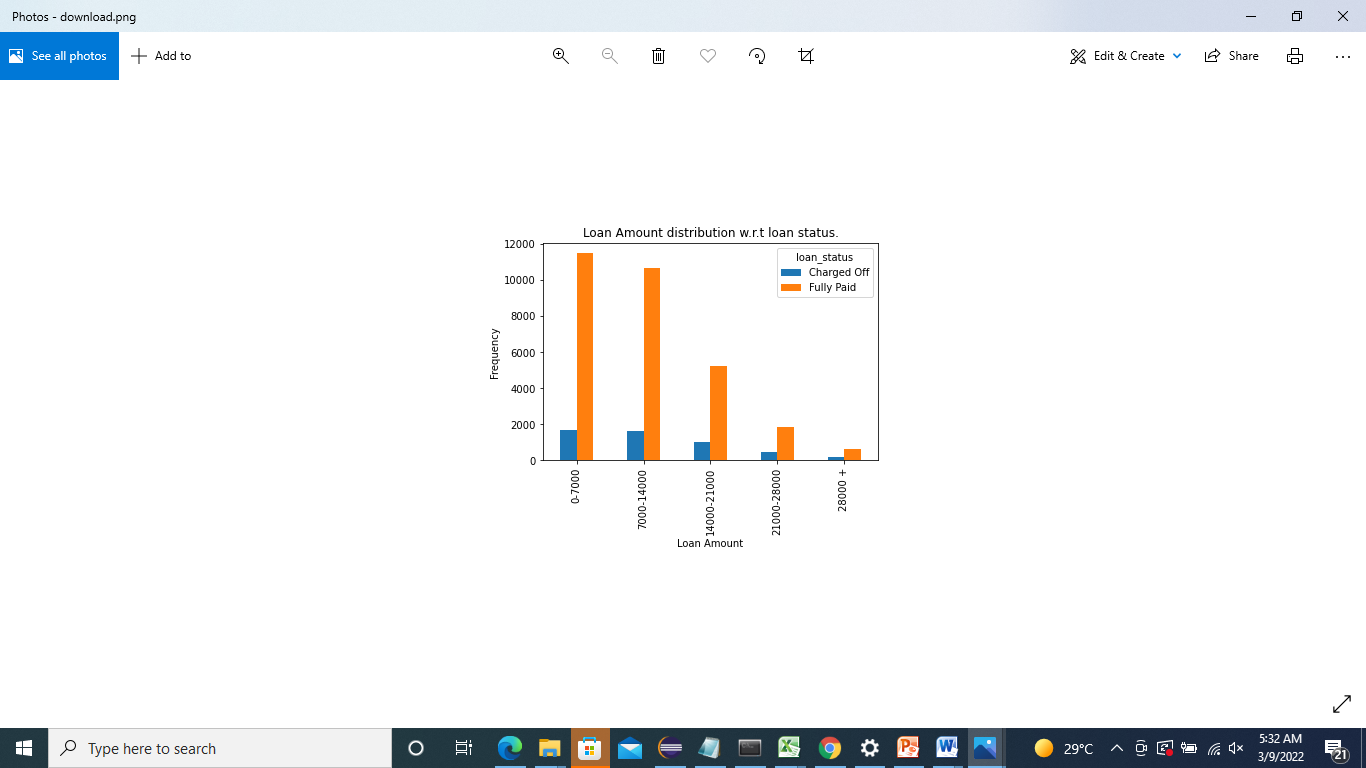 Photos - download.png
See all photos
Add to
Edit & Create
Share
Loan Amount distribution w.r.t loan status.
12000
10000
8000
6000
4000
2000
0
Frequency
loan_status
Charged Off
Fully Paid
0-7000
7000-14000
14000-21000
21000-28000
28000 +
Loan Amount
Type here to search
29°C
5:32 AM
3/9/2022
21